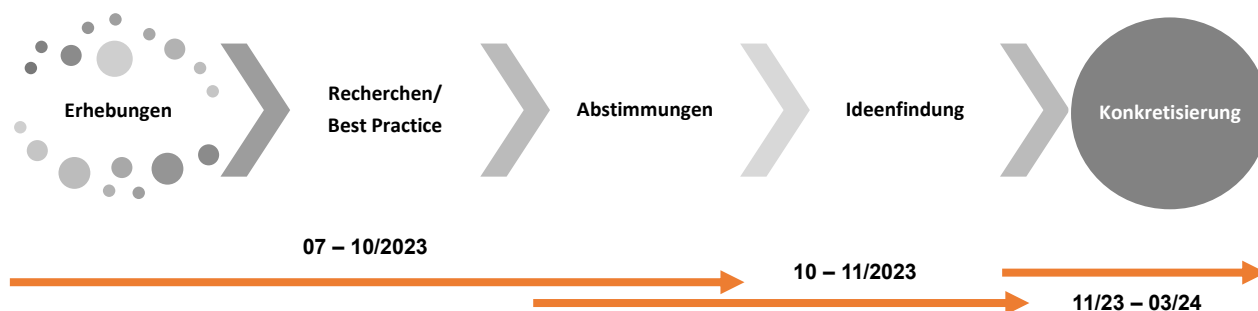 Erhebungen
Recherchen/
Best Practice
Abstimmungen
Ideenfindung
Konkretisierung
07 – 10/2023
10 – 11/2023
11/23 – 03/24